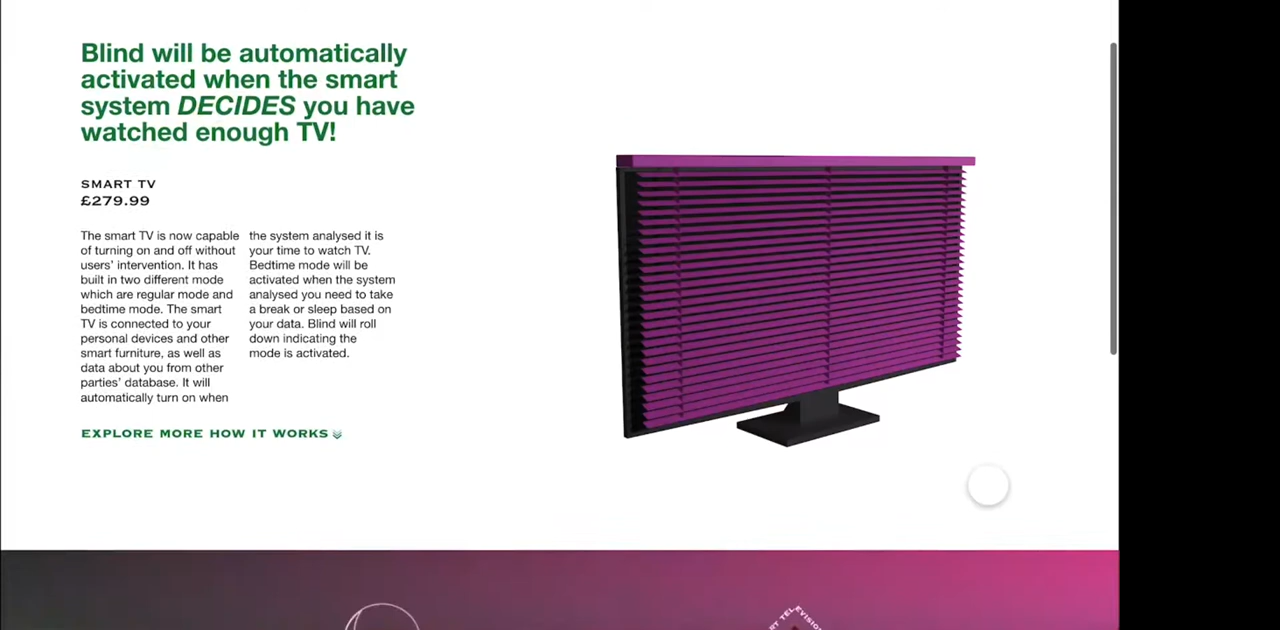 Blind will be automatically
activated when the smart
system DECIDES you have
watched enough TV!
SMART TV
£279.99
The smart TV is now capable
of turning on and off without
users' intervention. It has
built in two different mode
which are regular mode and
bedtime mode. The smart
TV is connected to your
personal devices and other
smart furniture, as well as
data about you from other
parties' database. It will
automatically turn on when
the system analysed it is
your time to watch TV.
Bedtime mode will be
activated when the system
analysed you need to take
a break or sleep based on
your data. Blind will roll
down indicating the
mode is activated.
EXPLORE MORE HOW IT WORKS